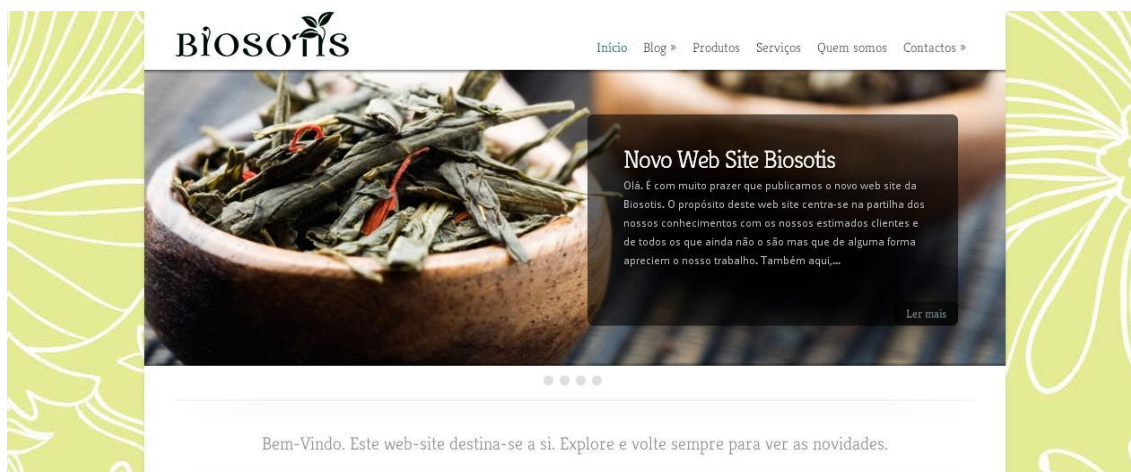 BIOSOTIS
Início Blog » Produtos Serviços Quem somos Contactos »
Novo Web Site Biosotis
Olá. É com muito prazer que publicamos o novo web site da
Biosotis. O propósito deste web site centra-se na partilha dos
nossos conhecimentos com os nossos estimados clientes e
de todos os que ainda não o são mas que de alguma forma
apreciem o nosso trabalho. Também aqui,...
Ler mais
Bem-Vindo. Este web-site destina-se a si. Explore e volte sempre para ver as novidades.